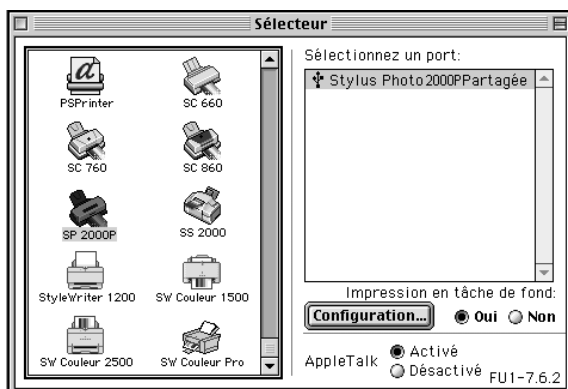 Sélecteur
PSPrinter
SC 660
SC 760
SC 860
SP 2000P
SS 2000
StyleWriter 1200
SW Couleur 1500
SW Couleur 2500
SW Couleur Pro
Sélectionnez un port:
Stylus Photo 2000PPartagée
Impression en tâche de fond:
Configuration...
Oui
Non
AppleTalk
Activé
Désactivé
FU1-7.6.2